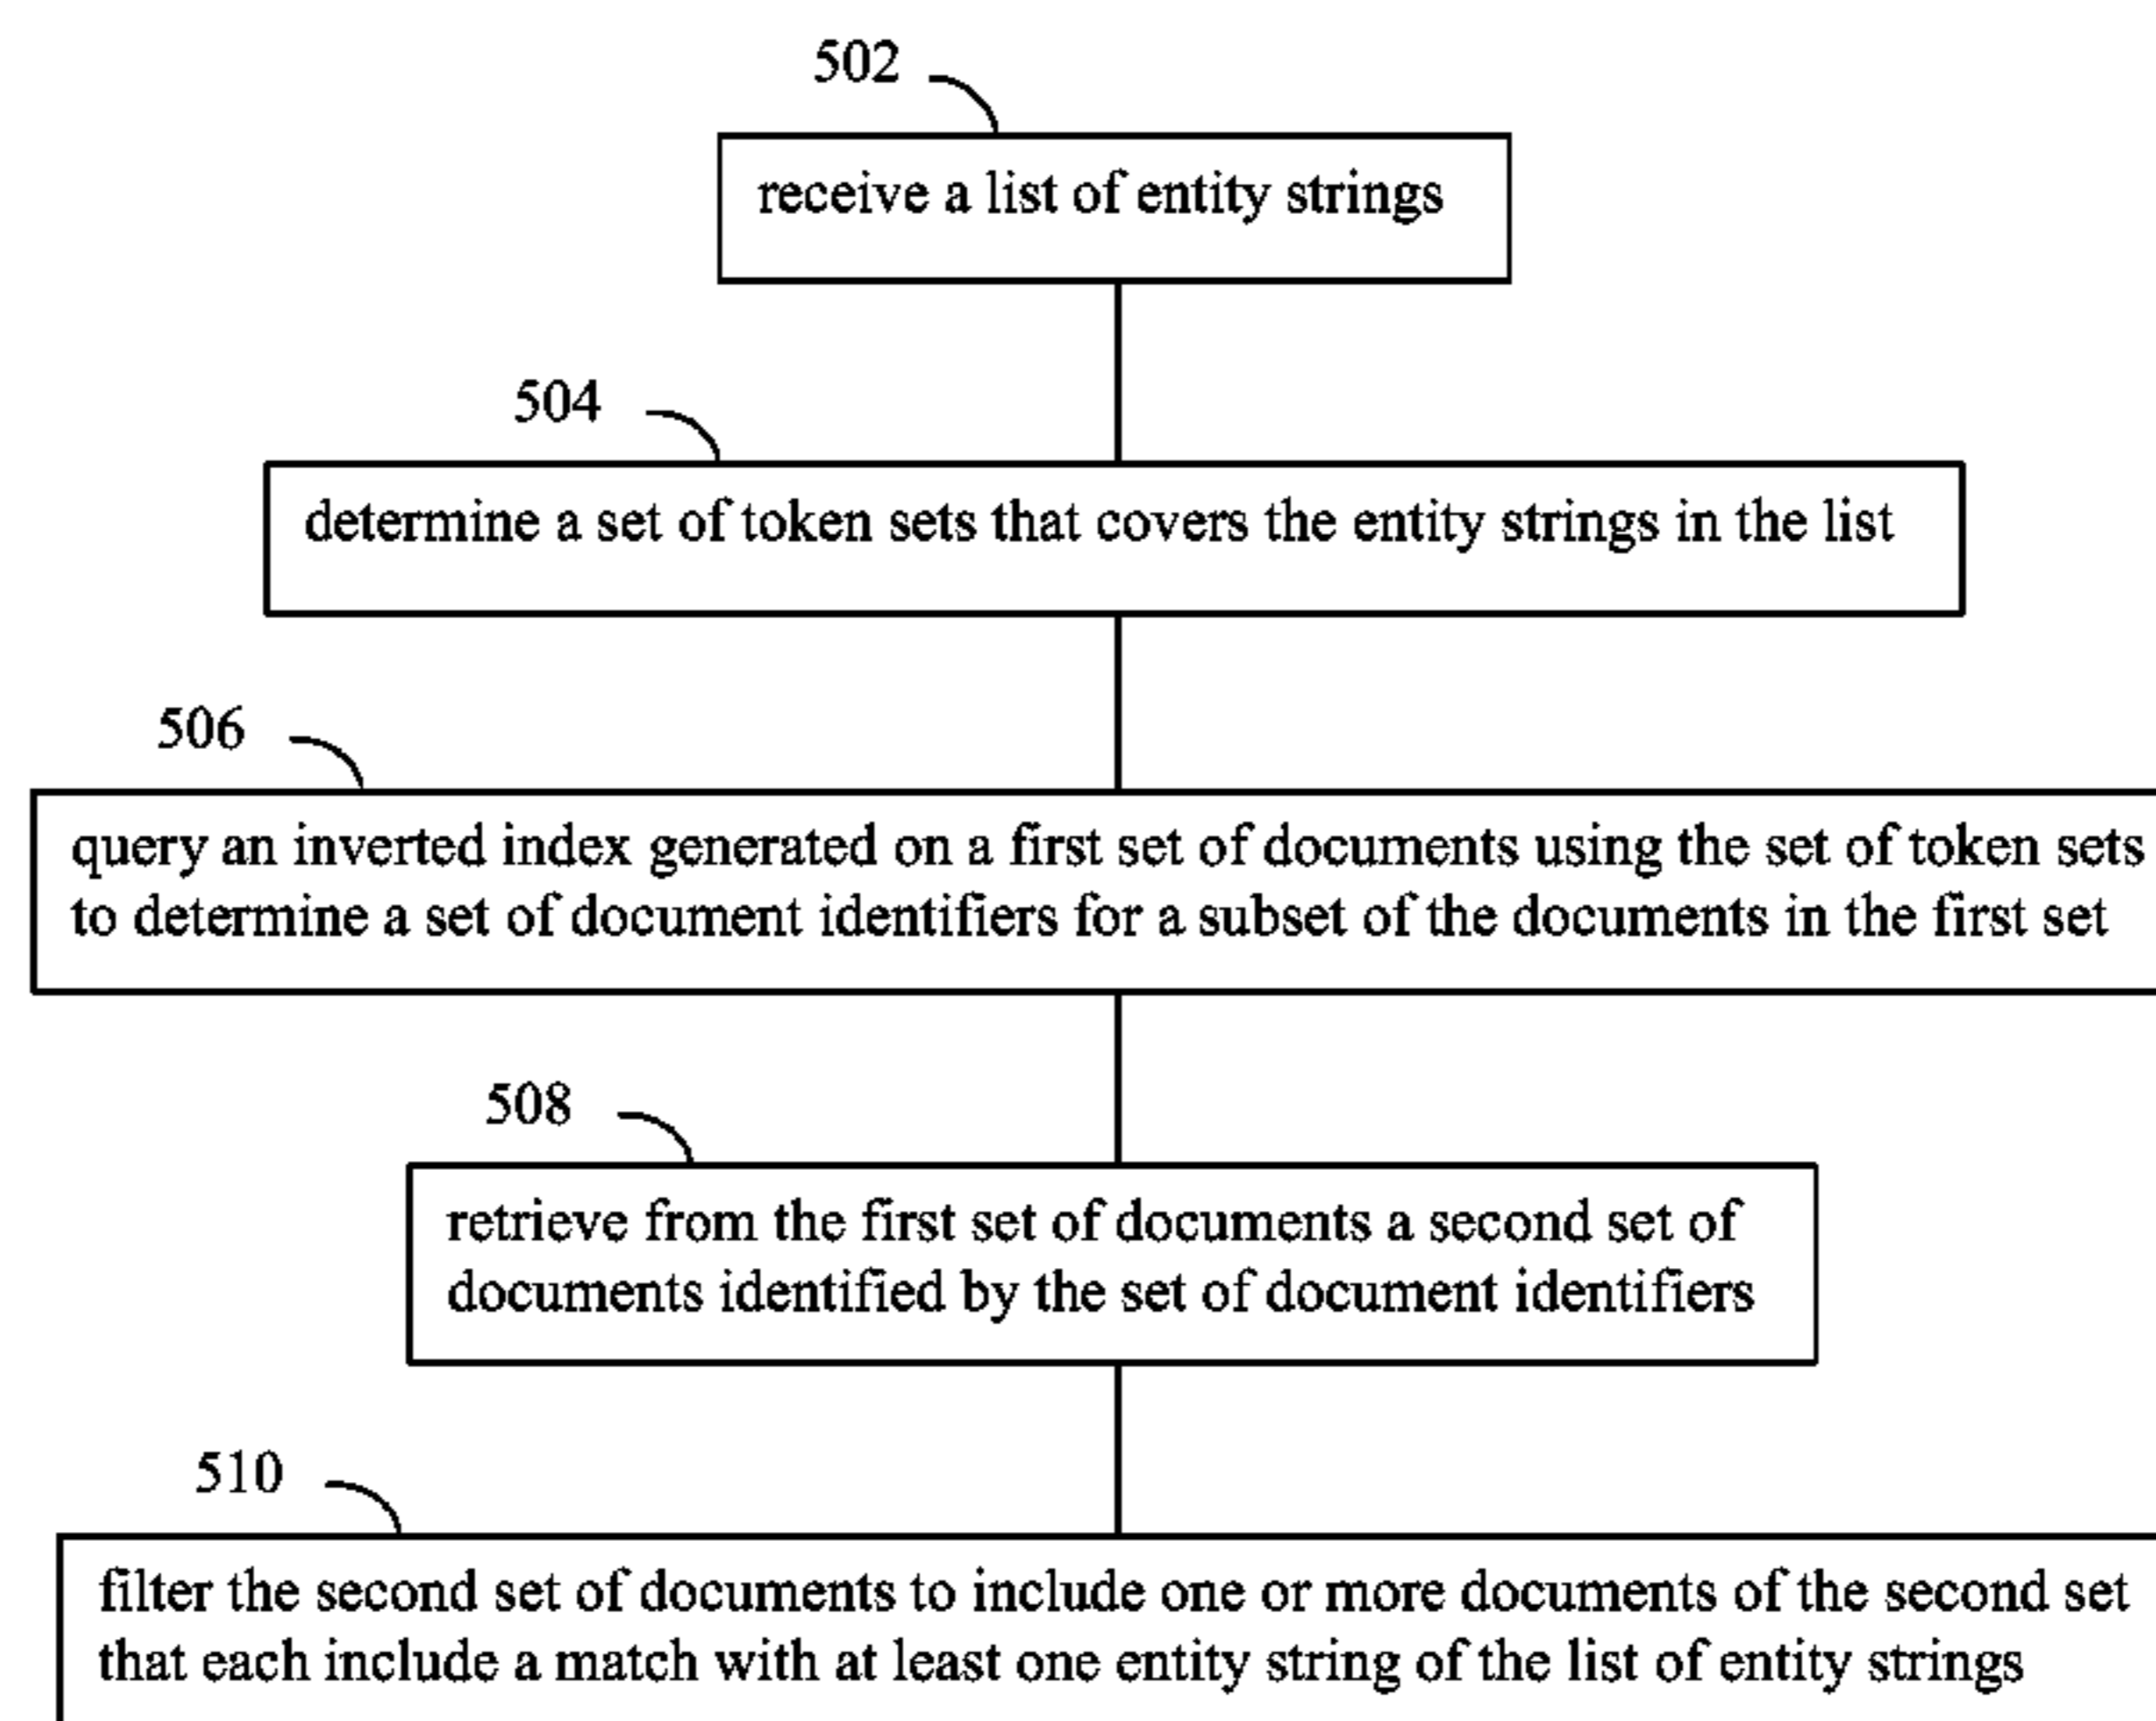 502
receive a list of entity strings
504
determine a set of token sets that covers the entity strings in the list
506
query an inverted index generated on a first set of documents using the set of token sets
to determine a set of document identifiers for a subset of the documents in the first set
508
retrieve from the first set of documents a second set of
documents identified by the set of document identifiers
510
filter the second set of documents to include one or more documents of the second set
that each include a match with at least one entity string of the list of entity strings